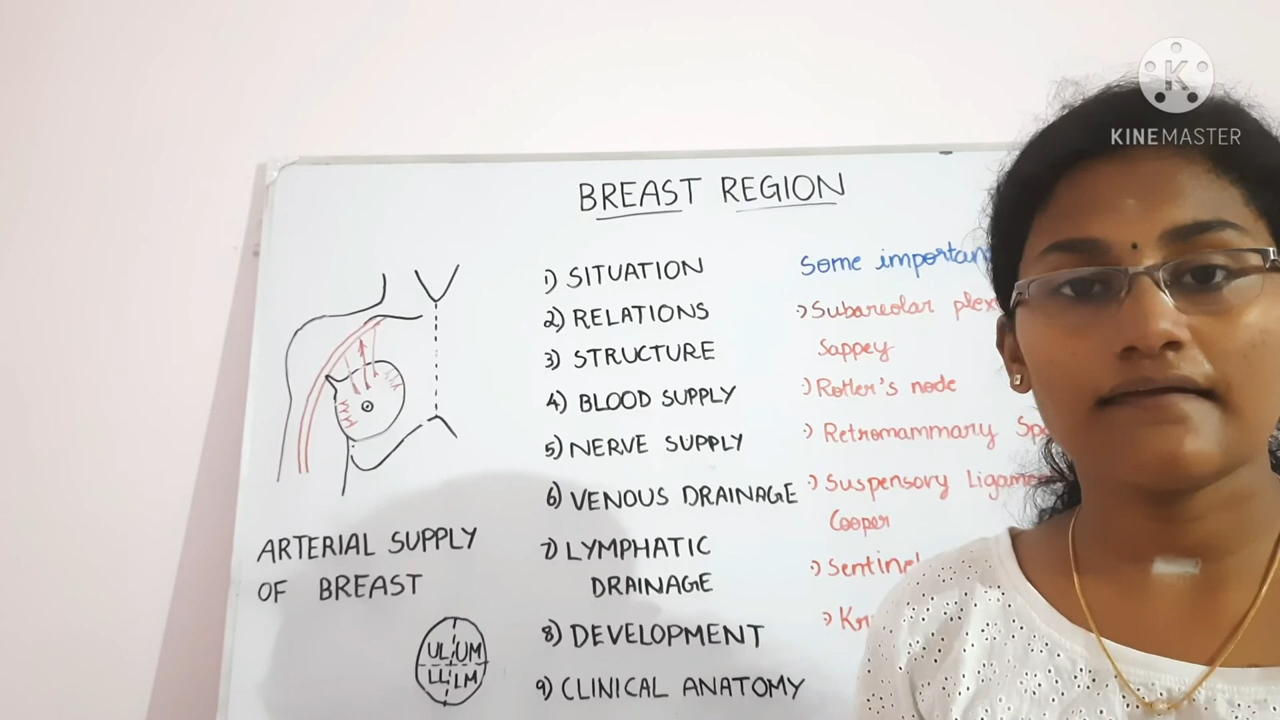 KINEMASTER
BREAST REGION
1) SITUATION
2) RELATIONS
3) STRUCTURE
4) BLOOD SUPPLY
5) NERVE SUPPLY
6) VENOUS DRAINAGE
7) LYMPHATIC
DRAINAGE
8) DEVELOPMENT
9) CLINICAL ANATOMY
Some important
Subareolar plex
Sappey
Rotler's node
Retromammary Sp
Suspensory Ligame
Cooper
Sentinel
ARTERIAL SUPPLY
OF BREAST
UL UM
LL LM